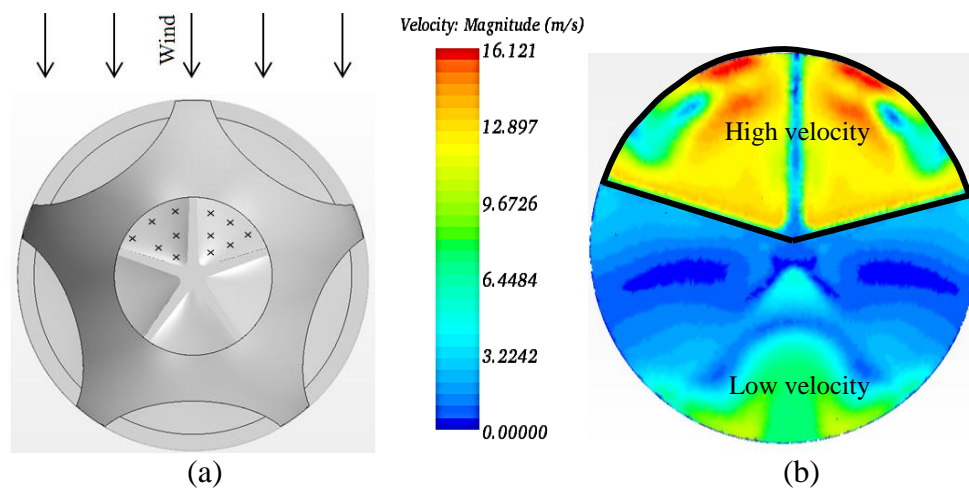 Wind
Velocity: Magnitude (m/s)
16.121
12.897
9.6726
6.4484
3.2242
0.00000
High velocity
Low velocity
(a)
(b)